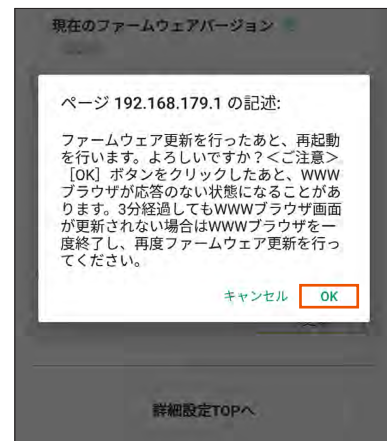 現在のファームウェアバージョン
ページ 192.168.179.1 の記述:
ファームウェア更新を行ったあと、再起動
を行います。よろしいですか？＜ご注意＞
［OK］ボタンをクリックしたあと、WWW
ブラウザが応答のない状態になることがあ
ります。3分経過してもWWWブラウザ画面
が更新されない場合はWWWブラウザを一
度終了し、再度ファームウェア更新を行っ
てください。
キャンセル OK
詳細設定TOPへ